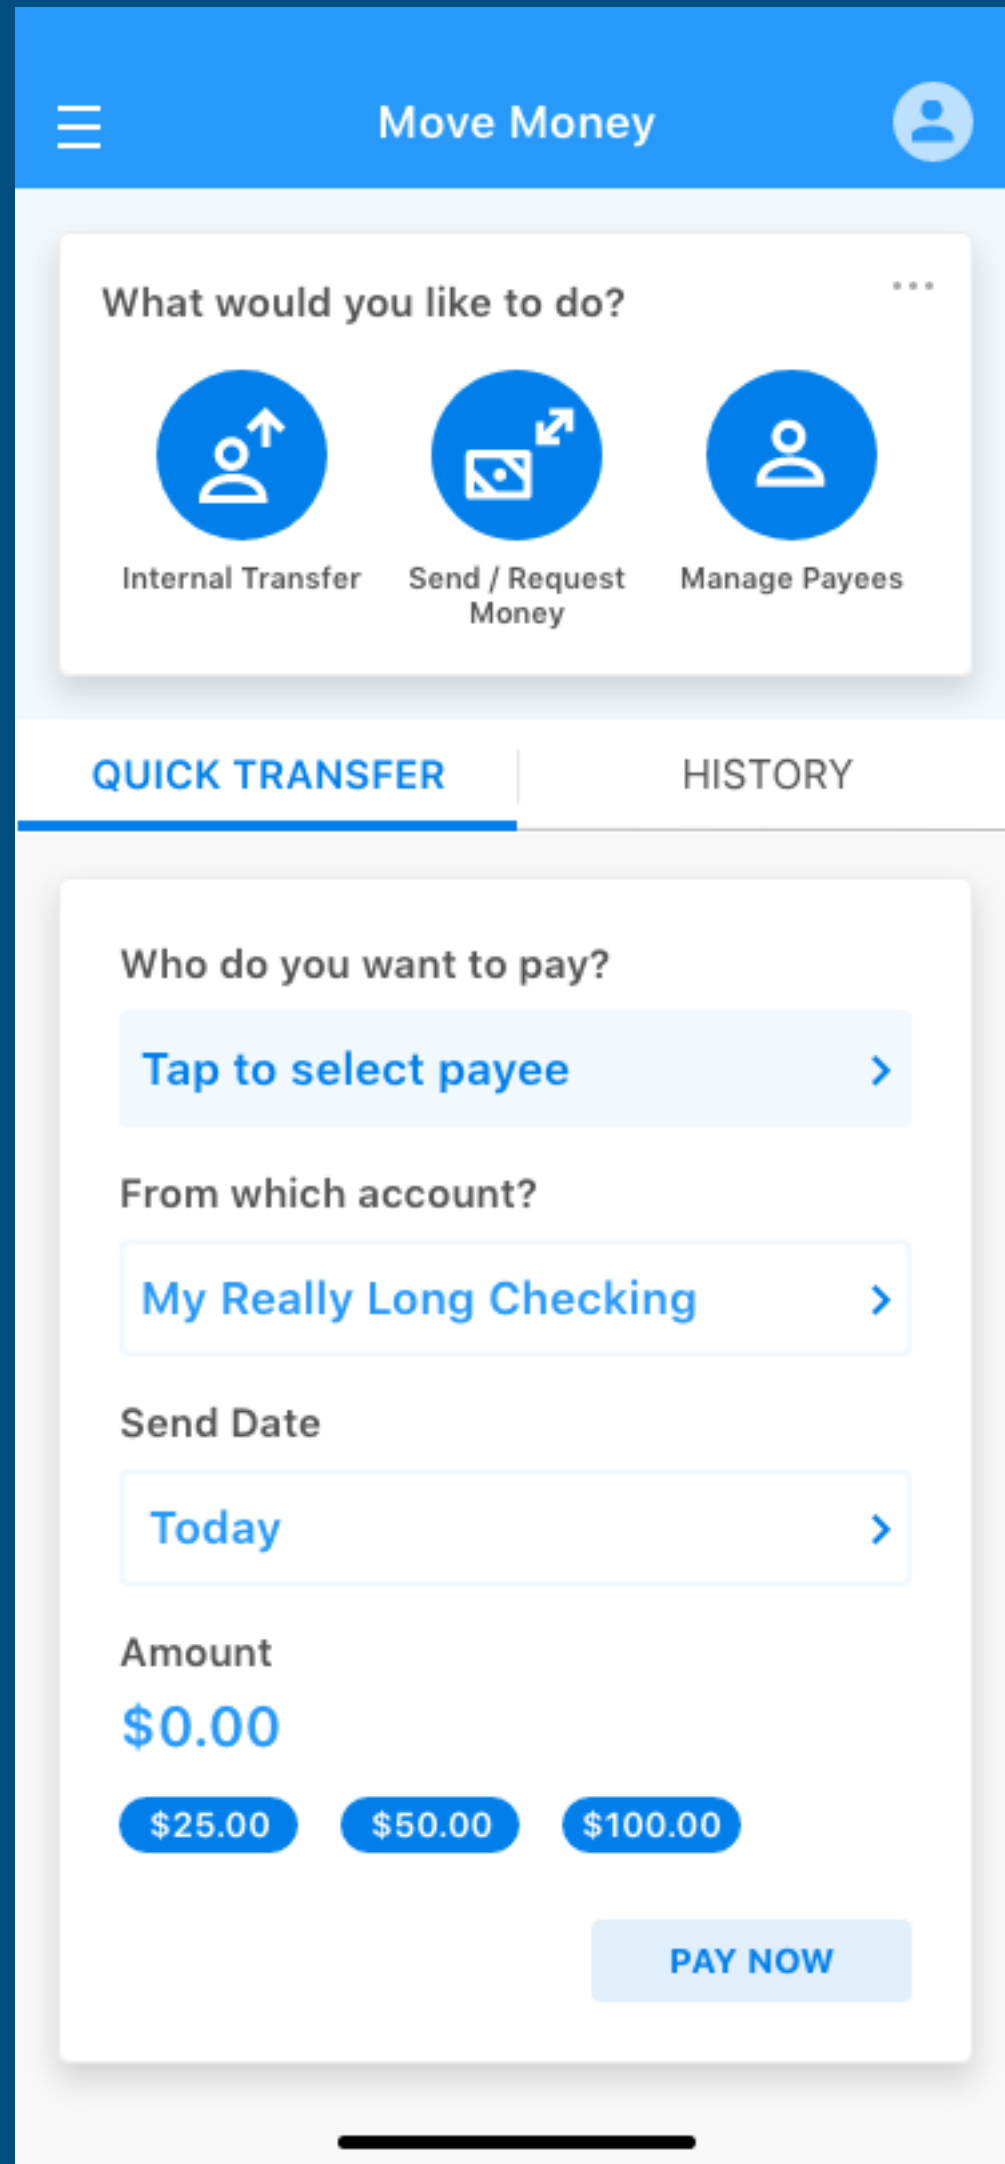 Move Money
What would you like to do?
Internal Transfer
Send / Request
Money
Manage Payees
QUICK TRANSFER
HISTORY
Who do you want to pay?
Tap to select payee
From which account?
My Really Long Checking
Send Date
Today
Amount
$0.00
$25.00
$50.00
$100.00
PAY NOW